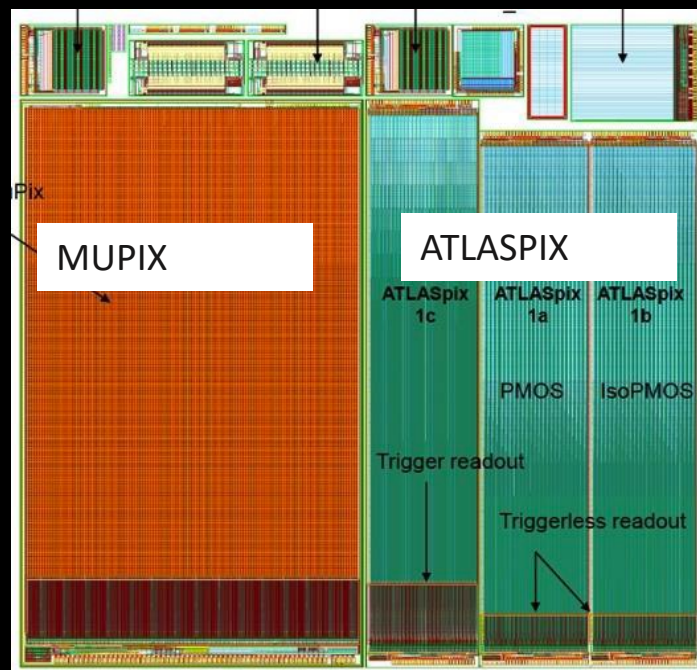 MUPIX
ATLASPIX
ATLASpix
1c
ATLASpix
1a
ATLASpix
1b
PMOS
IsoPMOS
Trigger readout
Triggerless readout